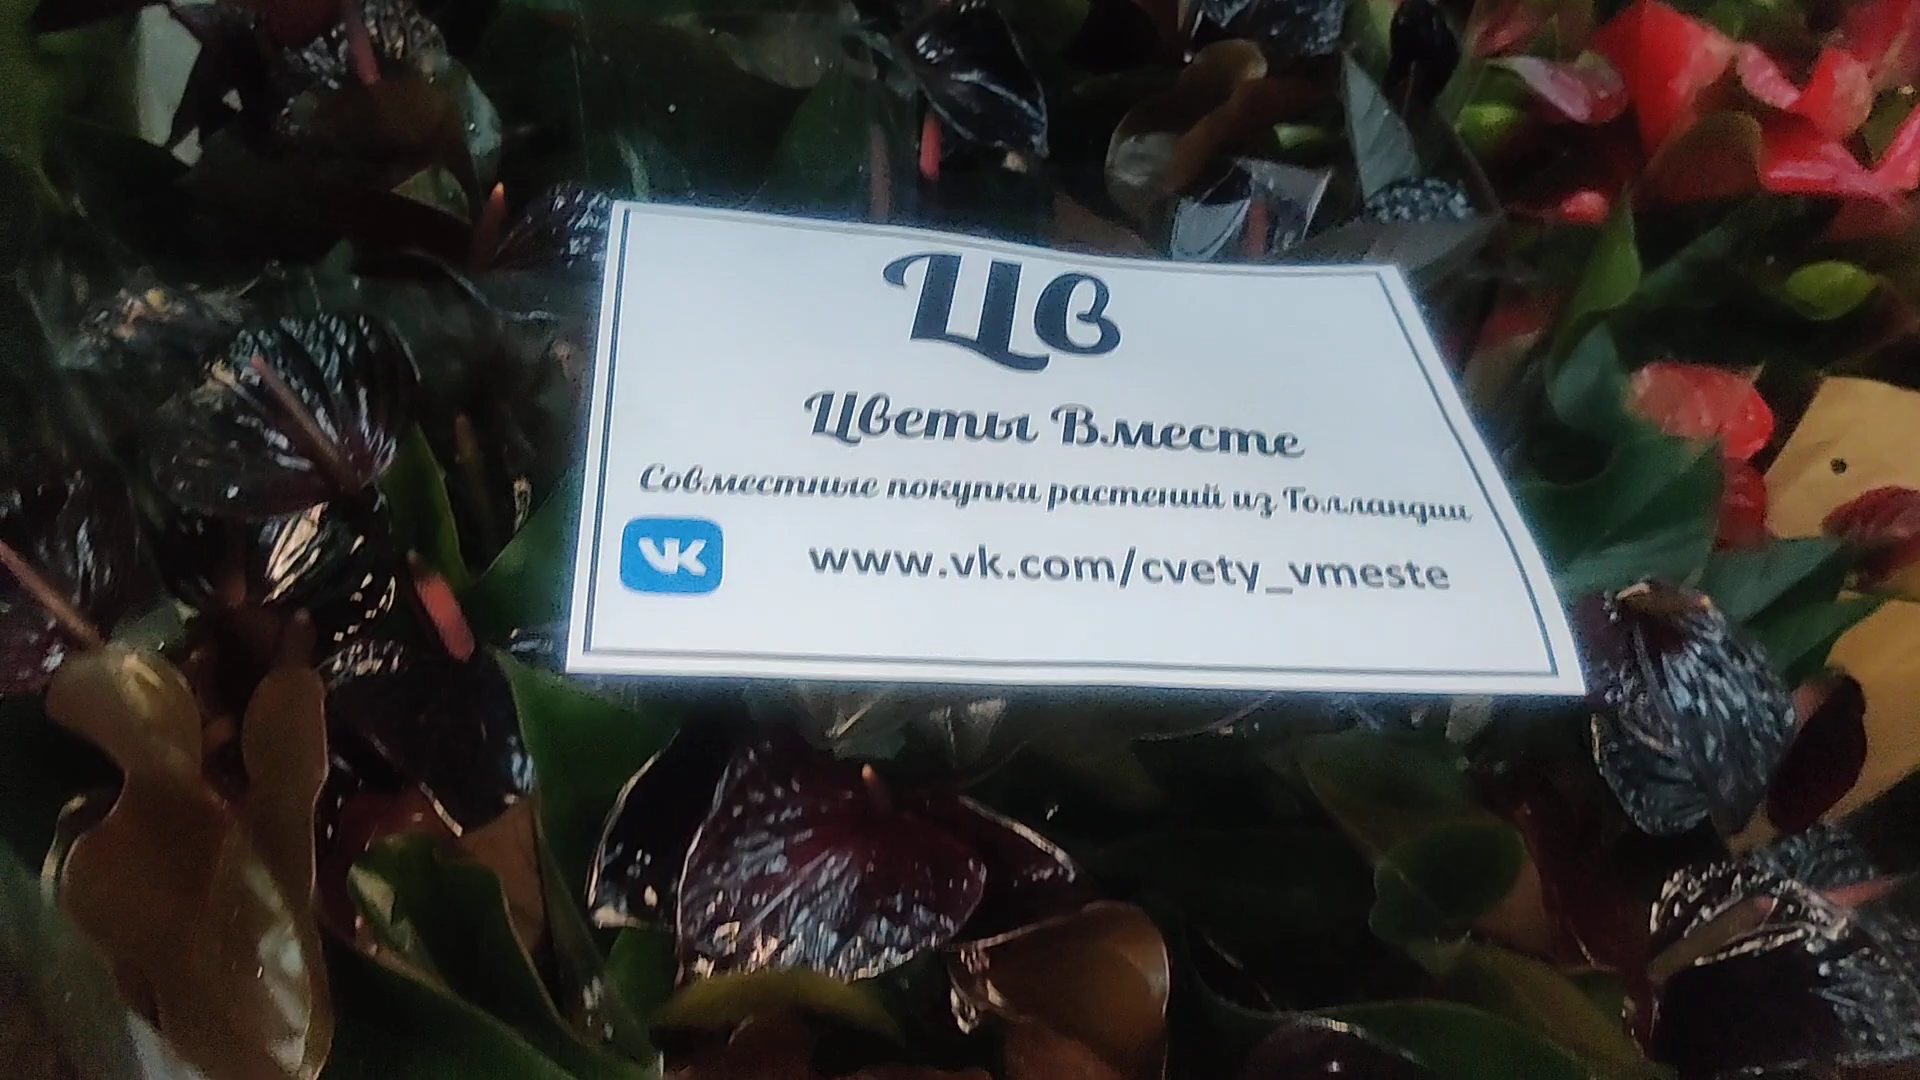 Цв
Цветы Вместе
Совместные покупки растений из Голландии
VK
www.vk.com/cvety_vmeste